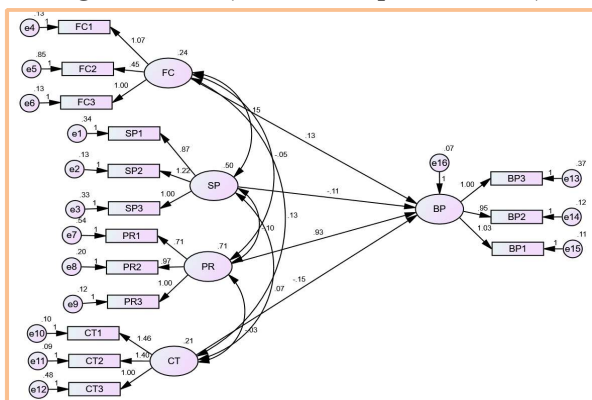 .13
e4
1
FC1
1.07
.85
e5
1
FC2
.45
.24
FC
.13
e6
1
FC3
1.00
.34
e1
1
SP1
.87
.13
e2
1
SP2
1.22
.50
SP
.33
e3
1
SP3
1.00
.54
e7
1
PR1
.71
.20
e8
1
PR2
.97
.71
PR
.12
e9
1
PR3
1.00
.10
e10
1
CT1
1.46
.09
e11
1
CT2
1.40
.21
CT
.48
e12
1
CT3
1.00
.15
-.05
.13
-.10
.07
-.03
.13
-.11
.93
-.15
.07
e16
1
BP
1.00
BP3
1
.37
e13
.95
BP2
1
.12
e14
1.03
BP1
1
.11
e15